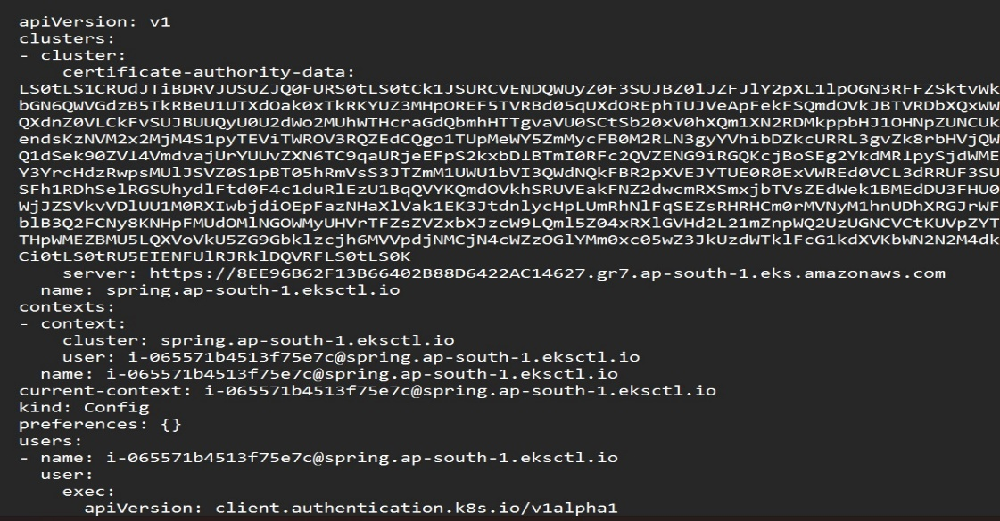 apiVersion: v1
clusters:
- cluster:
    certificate-authority-data:
LS0tLS1CRUdJTiBDRVJUSUZJQ0FURS0tLS0tCk1JSURCVENDQWUyZ0F3SUJBZ0lJZFJlY2pXL1lpOGN3RFFZSktvWk
bGN6QWVGdzB5TkRBeU1UTXdOak0xTkRKYUZ3MHpOREF5TVRBd05qUXdOREphTUJVeApFekFSQmdOVkJBTVRDbXQxWW
QXdnZ0VLCkFvSUJBUUQyU0U2dWo2MUhWTHcraGdQbmhHTTgvaVU0SCtSb20xV0hXQm1XN2RDMkppbHJ1OHNpZUNCUk
endsKzNVM2x2MjM4S1pyTEViTWROV3RQZEdCQgo1TUpMeWY5ZmMycFB0M2RLN3gyYVhibDZkcURRL3gvZk8rbHVjQW
Q1dSek90ZVl4VmdvajUrYUUvZXN6TC9qaURjeEFpS2kxbDlBTmI0RFc2QVZENG9iRGQKcjBoSEg2YkdMRlpySjdWME
Y3YrcHdzRwpsMUlJSVZ0S1pBT05hRmVsS3JTZmM1UWU1bVI3QWdNQkFBR2pXVEJYTUE0R0ExVWREd0VCL3dRRUF3SU
SFh1RDhSelRGSUhydlFtd0F4c1duRlEzU1BqQVYKQmdOVkhSRUVEakFNZ2dwcmRXSmxjbTVsZEdWek1BMEdDU3FHU0
WjJZSVkvVDlUU1M0RXIwbjdiOEpFazNHaXlVak1EK3JtdnlycHpLUmRhNlFqSEZsRHRHCm0rMVNyM1hnUDhXRGJrWF
blB3Q2FCNy8KNHpFMUdOMlNGOWMyUHVrTFZsZVZxbXJzcW9LQml5Z04xRXlGVHd2L21mZnpWQ2UzUGNCVCtKUVpZYT
THpWMEZBMU5LQXVoVkU5ZG9Gbklzcjh6MVVpdjNMCjN4cWZzOGlYMm0xc05wZ3JkUzdWTklFcG1kdXVKbWN2N2M4dk
Ci0tLS0tRU5EIENFUlRJRklDQVRFLS0tLS0K
    server: https://8EE96B62F13B66402B88D6422AC14627.gr7.ap-south-1.eks.amazonaws.com
  name: spring.ap-south-1.eksctl.io
contexts:
- context:
    cluster: spring.ap-south-1.eksctl.io
    user: i-065571b4513f75e7c@spring.ap-south-1.eksctl.io
  name: i-065571b4513f75e7c@spring.ap-south-1.eksctl.io
current-context: i-065571b4513f75e7c@spring.ap-south-1.eksctl.io
kind: Config
preferences: {}
users:
- name: i-065571b4513f75e7c@spring.ap-south-1.eksctl.io
  user:
    exec:
      apiVersion: client.authentication.k8s.io/v1alpha1